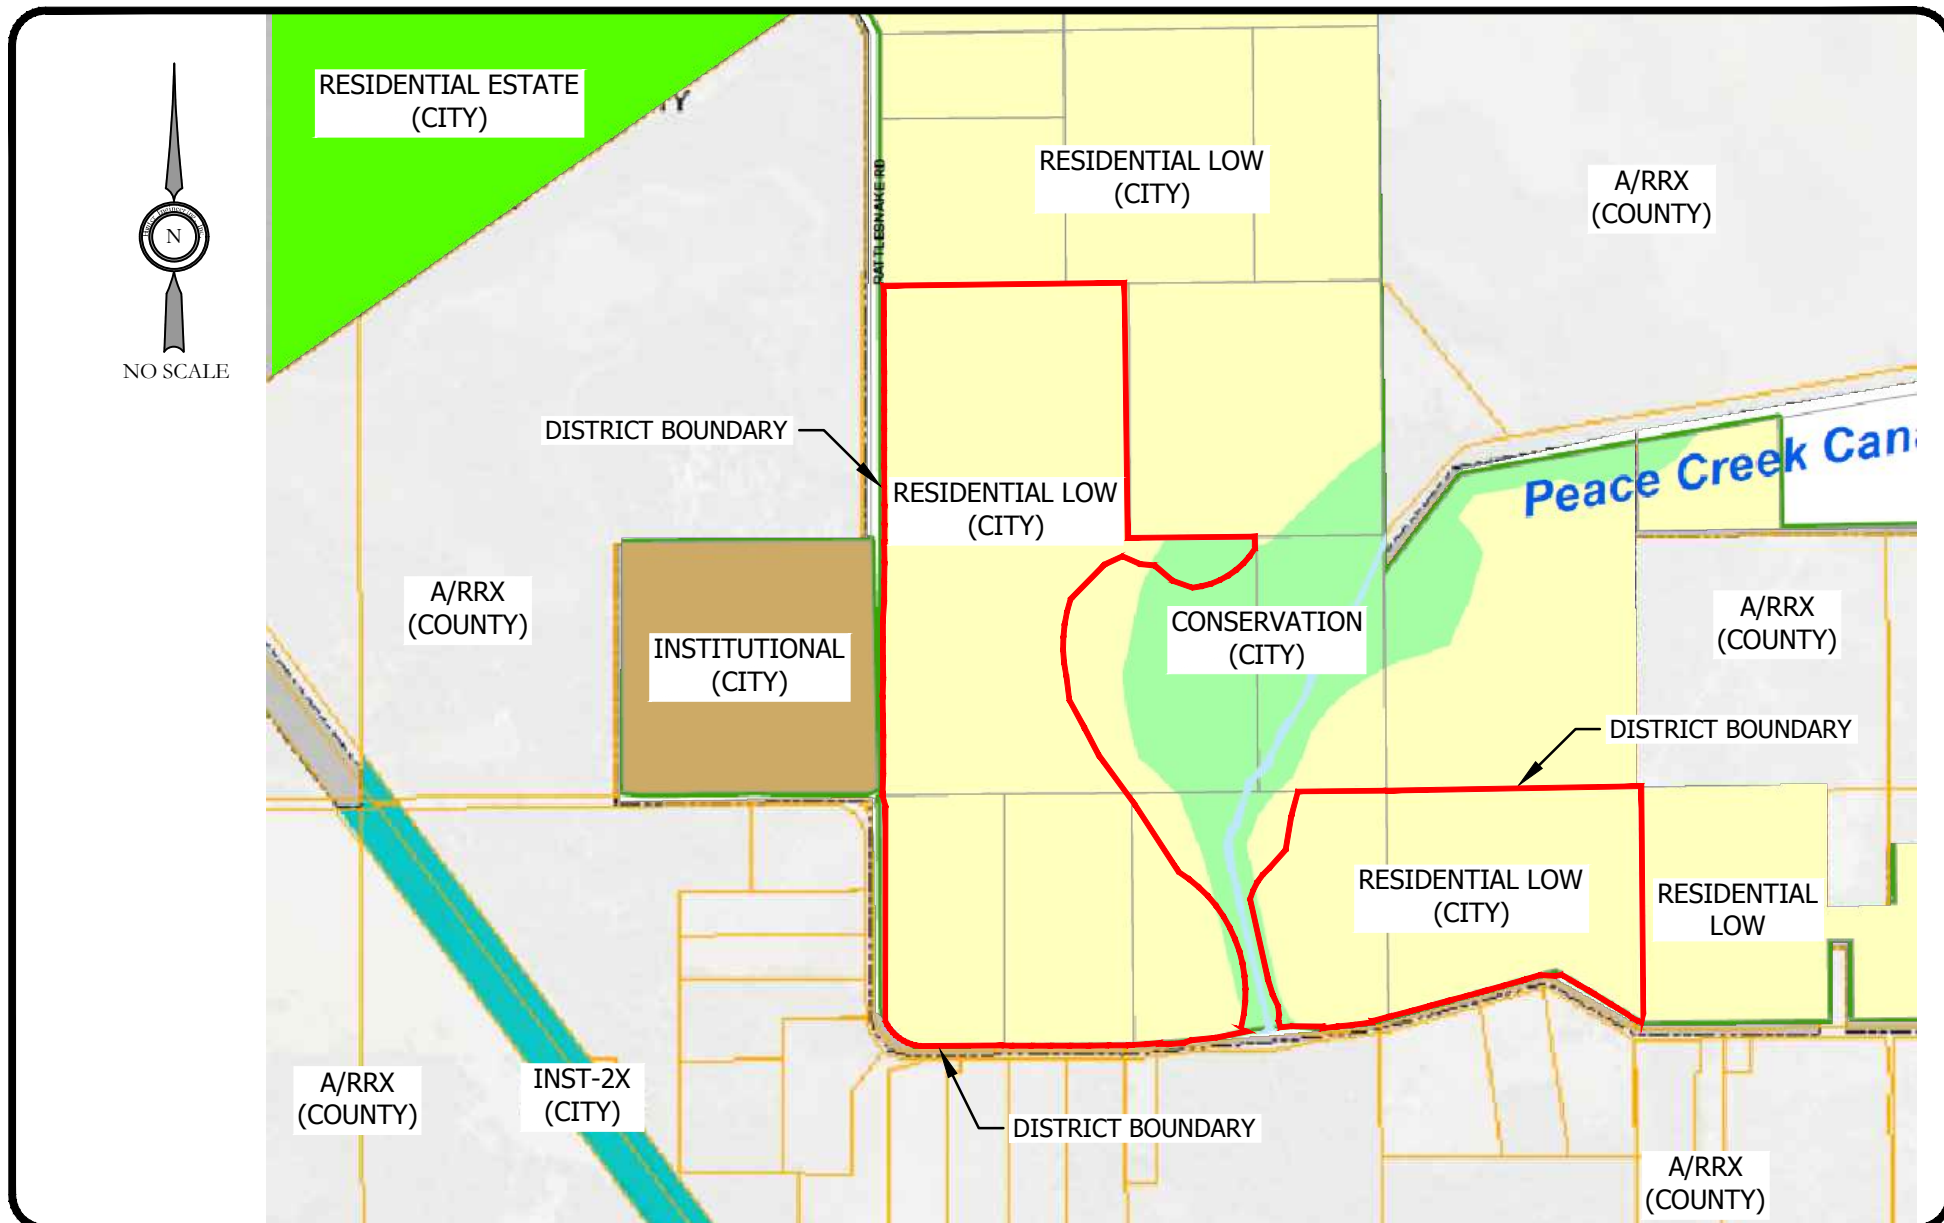 RESIDENTIAL ESTATE
(CITY)
RESIDENTIAL LOW
(CITY)
A/RRX
(COUNTY)
RATTLESNAKE RD
N
NO SCALE
DISTRICT BOUNDARY
RESIDENTIAL LOW
(CITY)
Peace Creek
A/RRX
(COUNTY)
INSTITUTIONAL
(CITY)
CONSERVATION
(CITY)
A/RRX
(COUNTY)
DISTRICT BOUNDARY
RESIDENTIAL LOW
(CITY)
RESIDENTIAL
LOW
A/RRX
(COUNTY)
INST-2X
(CITY)
DISTRICT BOUNDARY
A/RRX
(COUNTY)